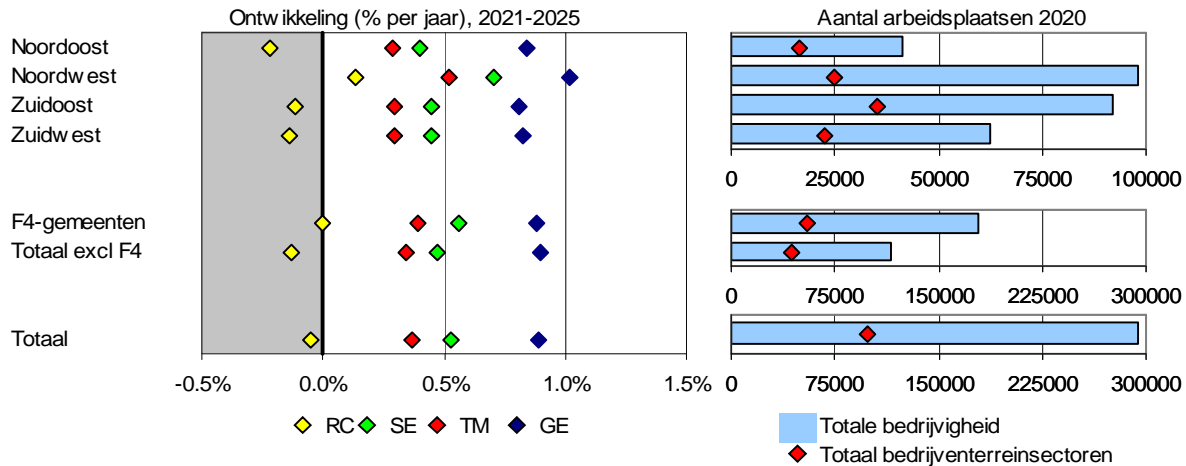 Ontwikkeling (% per jaar), 2021-2025
Noordoost
Noordwest
Zuidoost
Zuidwest
F4-gemeenten
Totaal excl F4
Totaal
-0.5% 0.0% 0.5% 1.0% 1.5%
RC SE TM GE
Aantal arbeidsplaatsen 2020
0 25000 50000 75000 100000
0 75000 150000 225000 300000
0 75000 150000 225000 300000
Totale bedrijvigheid
Totaal bedrijventerreinsectoren